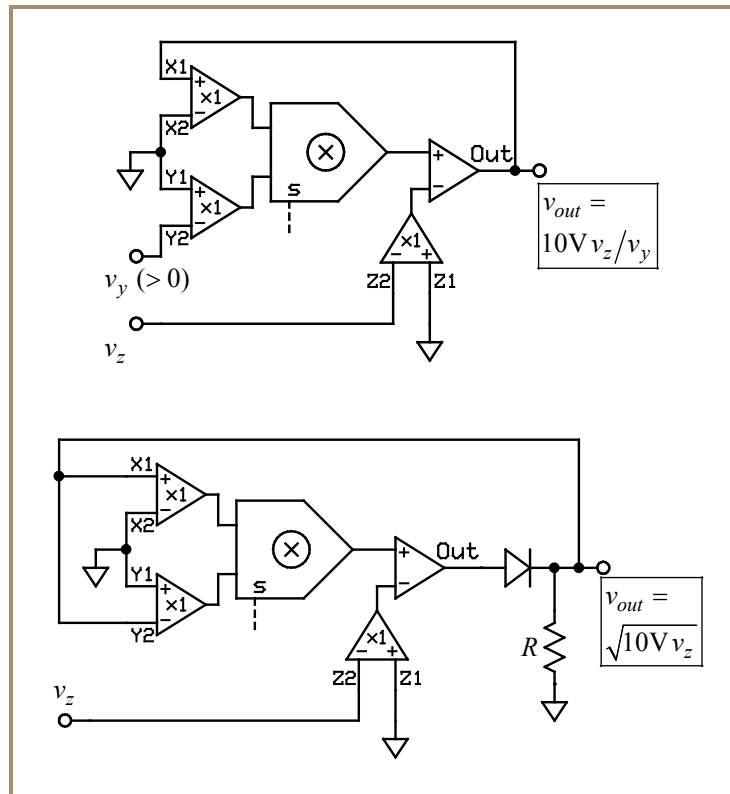 X1
+
×1
−
X2
Y1
+
×1
−
Y2
S
+
−
Out
×1
−
+
Z2
Z1
v_y (> 0)
v_z
v_out =
10V v_z/v_y
X1
+
×1
−
X2
Y1
+
×1
−
Y2
S
+
−
Out
×1
−
+
Z2
Z1
R
v_z
v_out =
√10V v_z